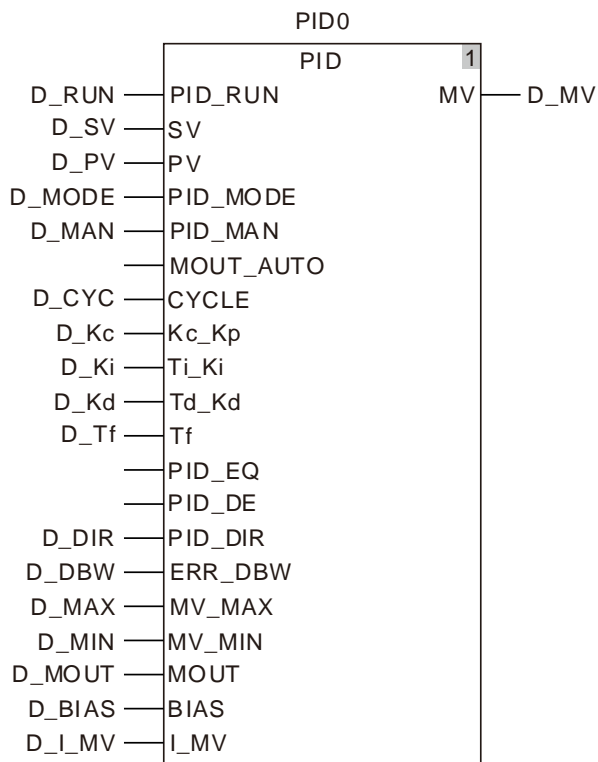 PID0
PID 1
D_RUN PID_RUN MV D_MV
D_SV SV
D_PV PV
D_MODE PID_MODE
D_MAN PID_MAN
MOUT_AUTO
D_CYC CYCLE
D_Kc Kc_Kp
D_Ki Ti_Ki
D_Kd Td_Kd
D_Tf Tf
PID_EQ
PID_DE
D_DIR PID_DIR
D_DBW ERR_DBW
D_MAX MV_MAX
D_MIN MV_MIN
D_MOUT MOUT
D_BIAS BIAS
D_I_MV I_MV